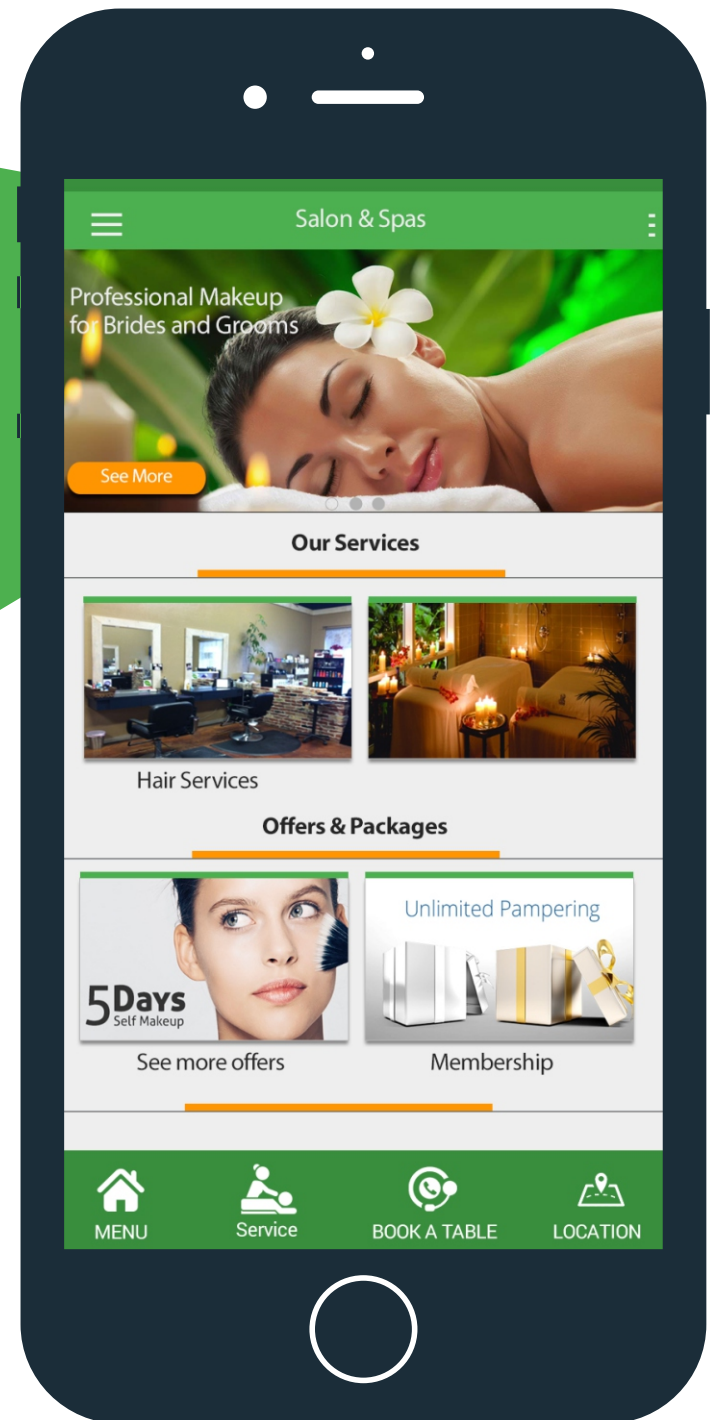 Salon & Spas
Professional Makeup
for Brides and Grooms
See More
Our Services
Hair Services
Offers & Packages
5Days
Self Makeup
Unlimited Pampering
See more offers
Membership
MENU
Service
BOOK A TABLE
LOCATION